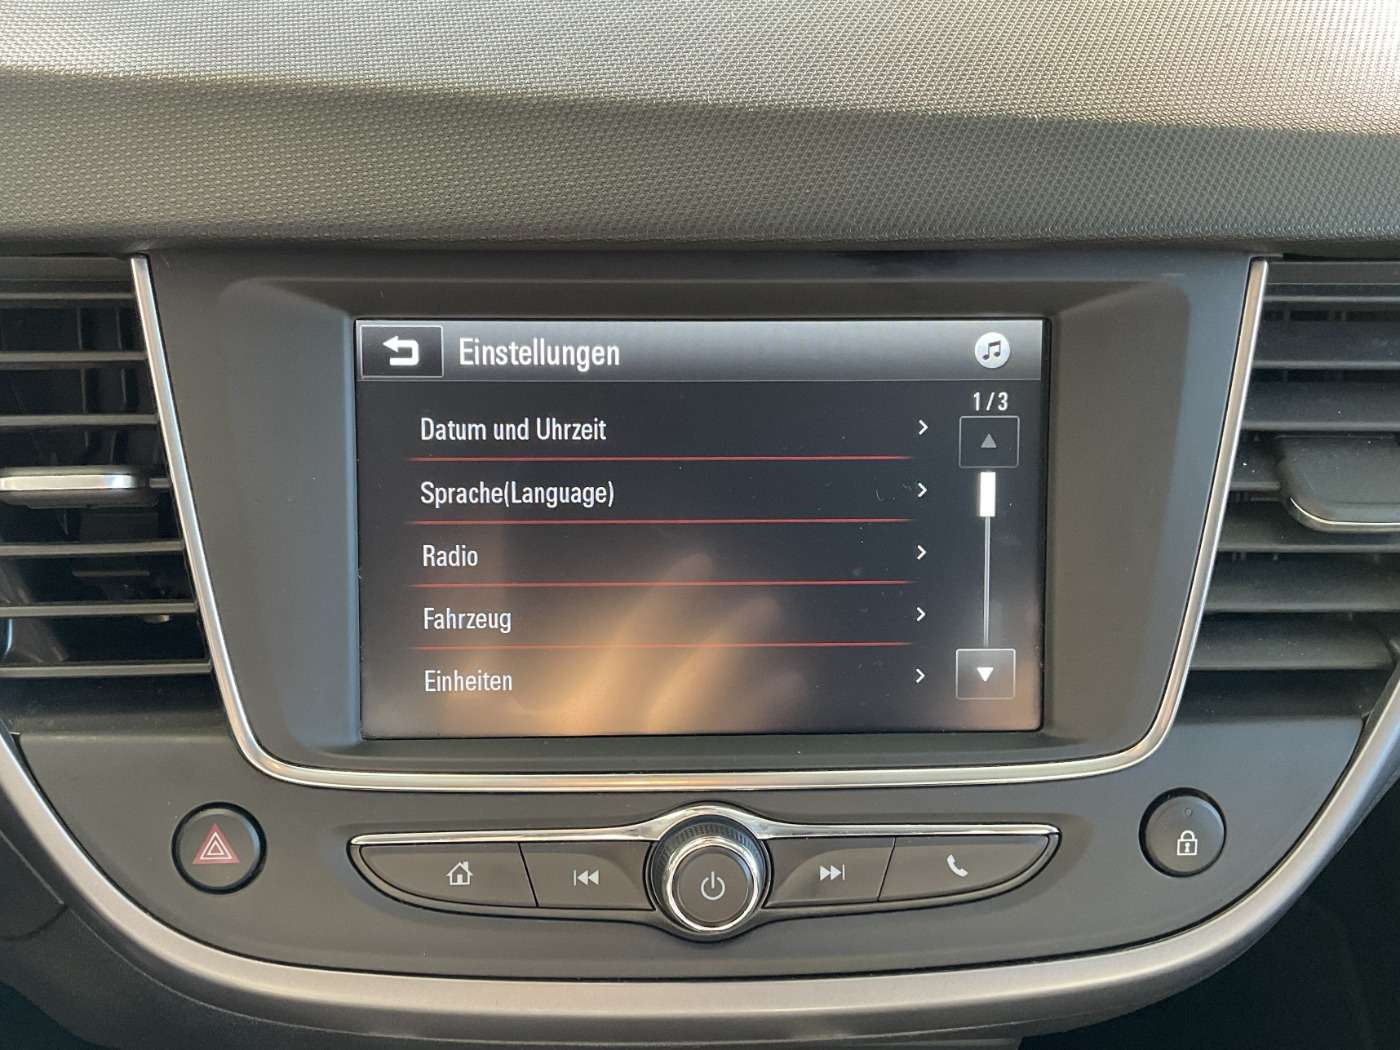 Einstellungen
1 / 3
Datum und Uhrzeit
Sprache(Language)
Radio
Fahrzeug
Einheiten